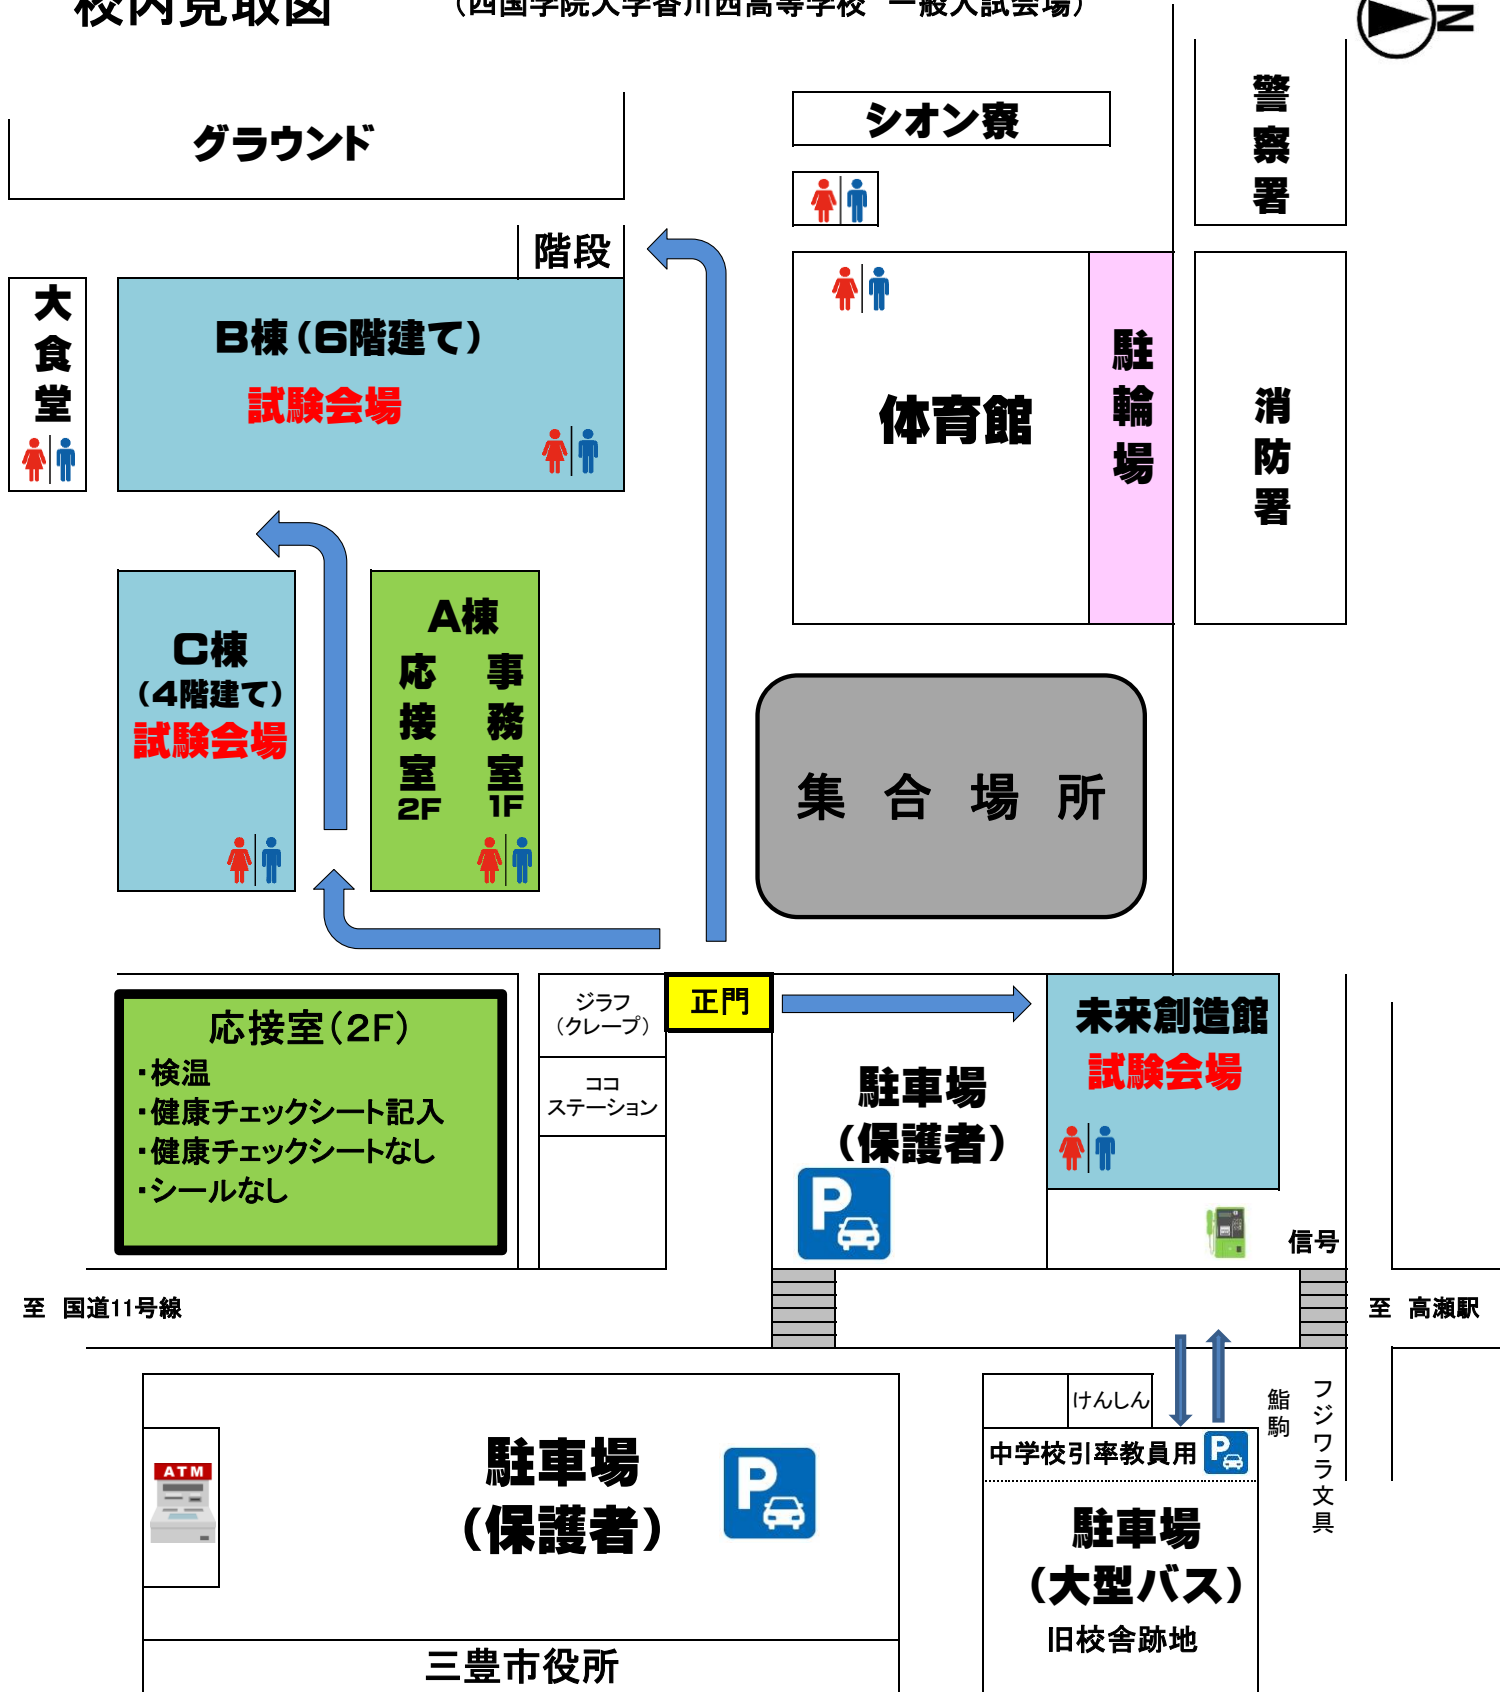 校内見取図
（四国学院大学香川西高等学校　一般入試会場）
N
グラウンド
シオン寮
警察署
階段
大食堂
B棟（6階建て）
試験会場
体育館
駐輪場
消防署
C棟
（4階建て）
試験会場
A棟
応接室2F
事務室1F
集合場所
正門
ジラフ
（クレープ）
ココ
ステーション
応接室（2F）
・検温
・健康チェックシート記入
・健康チェックシートなし
・シールなし
駐車場
（保護者）
P
未来創造館
試験会場
信号
至　国道11号線
至　高瀬駅
ATM
駐車場
（保護者）
P
三豊市役所
けんしん
中学校引率教員用
P
駐車場
（大型バス）
旧校舎跡地
鮨駒
フジワラ文具